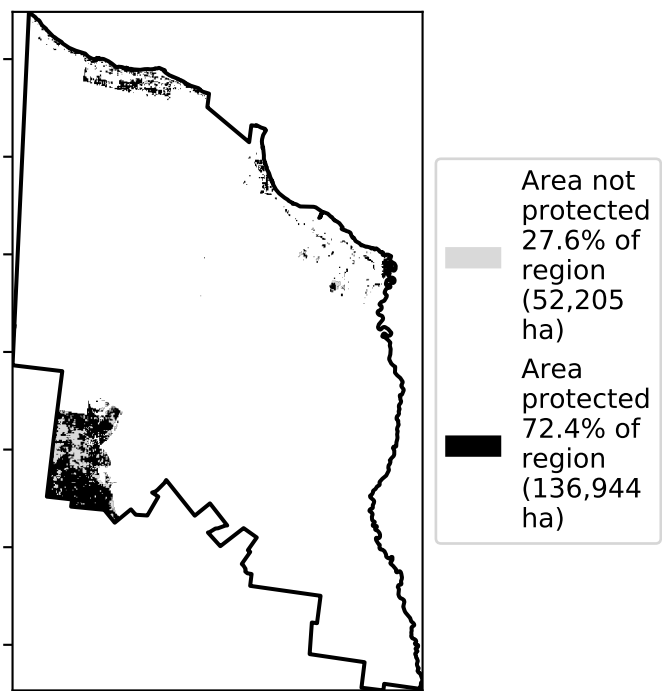 Area not
protected
27.6% of
region
(52,205
ha)
Area
protected
72.4% of
region
(136,944
ha)